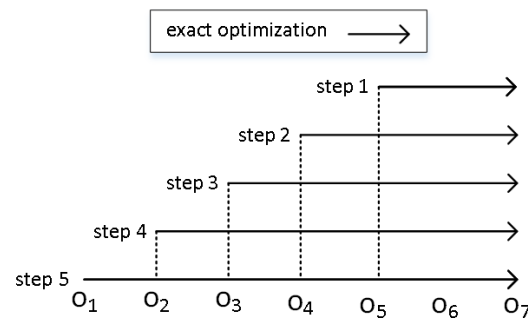 exact optimization
step 1
step 2
step 3
step 4
step 5
O₁ O₂ O₃ O₄ O₅ O₆ O₇